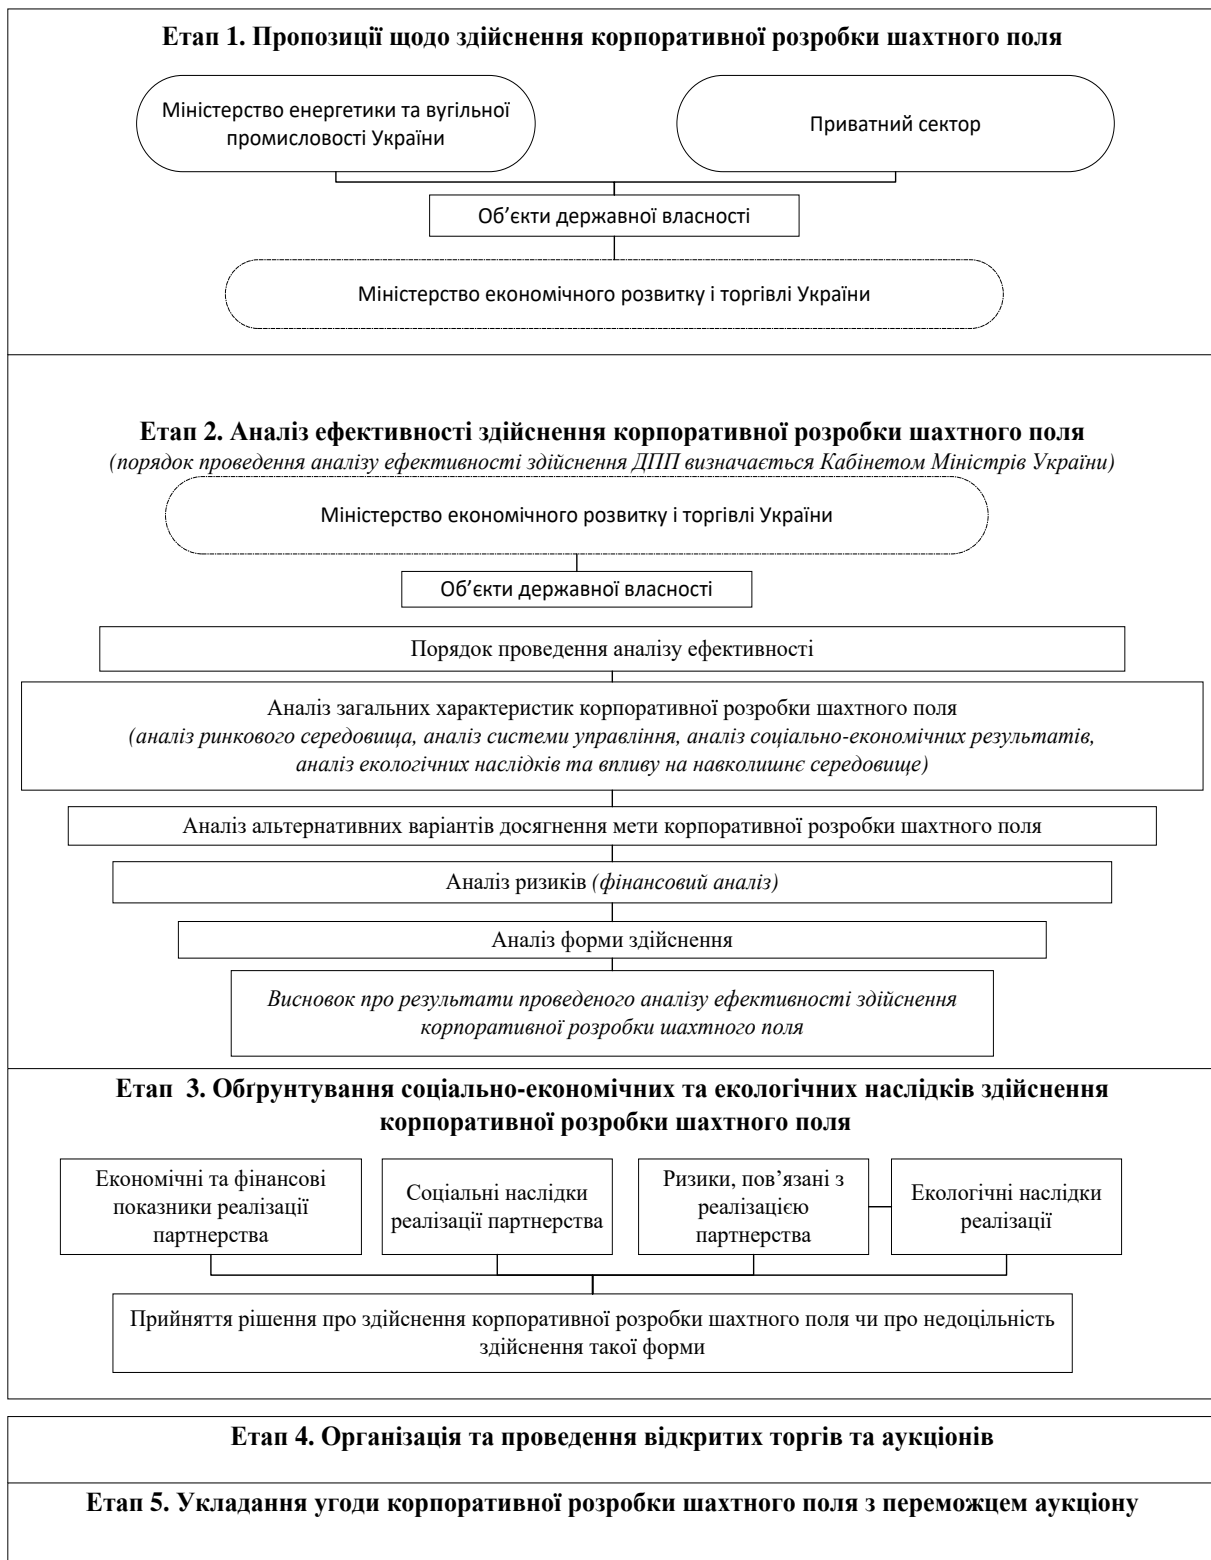 Етап 1. Пропозиції щодо здійснення корпоративної розробки шахтного поля
Міністерство енергетики та вугільної
промисловості України
Приватний сектор
Об’єкти державної власності
Міністерство економічного розвитку і торгівлі України
Етап 2. Аналіз ефективності здійснення корпоративної розробки шахтного поля
(порядок проведення аналізу ефективності здійснення ДПП визначається Кабінетом Міністрів України)
Міністерство економічного розвитку і торгівлі України
Об’єкти державної власності
Порядок проведення аналізу ефективності
Аналіз загальних характеристик корпоративної розробки шахтного поля
(аналіз ринкового середовища, аналіз системи управління, аналіз соціально-економічних результатів,
аналіз екологічних наслідків та впливу на навколишнє середовище)
Аналіз альтернативних варіантів досягнення мети корпоративної розробки шахтного поля
Аналіз ризиків (фінансовий аналіз)
Аналіз форми здійснення
Висновок про результати проведеного аналізу ефективності здійснення
корпоративної розробки шахтного поля
Етап 3. Обґрунтування соціально-економічних та екологічних наслідків здійснення
корпоративної розробки шахтного поля
Економічні та фінансові
показники реалізації
партнерства
Соціальні наслідки
реалізації партнерства
Ризики, пов’язані з
реалізацією
партнерства
Екологічні наслідки
реалізації
Прийняття рішення про здійснення корпоративної розробки шахтного поля чи про недоцільність
здійснення такої форми
Етап 4. Організація та проведення відкритих торгів та аукціонів
Етап 5. Укладання угоди корпоративної розробки шахтного поля з переможцем аукціону